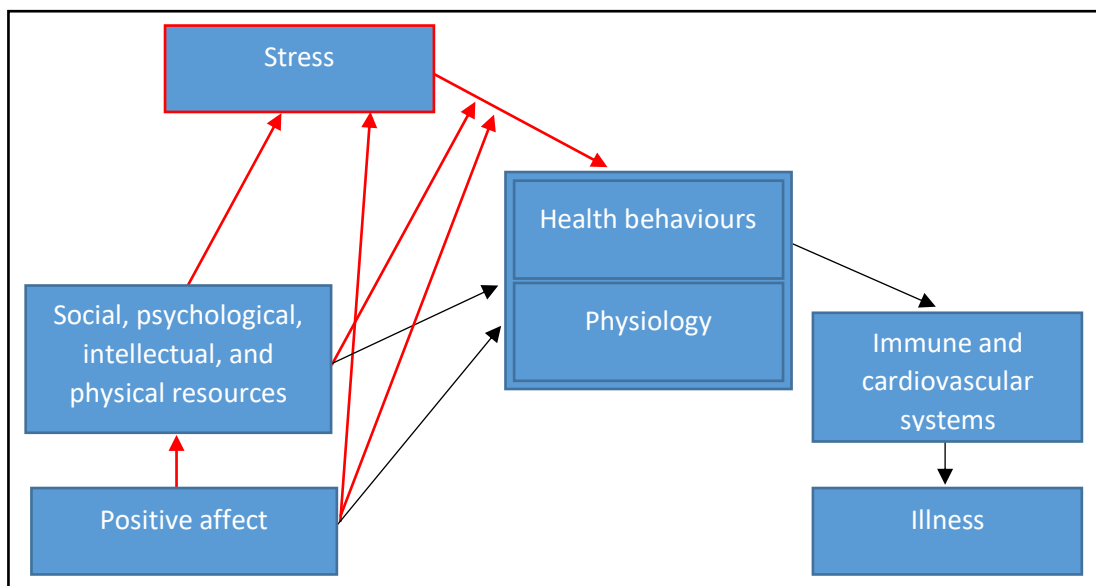 Stress
Health behaviours
Physiology
Social, psychological,
intellectual, and
physical resources
Immune and
cardiovascular
systems
Positive affect
Illness